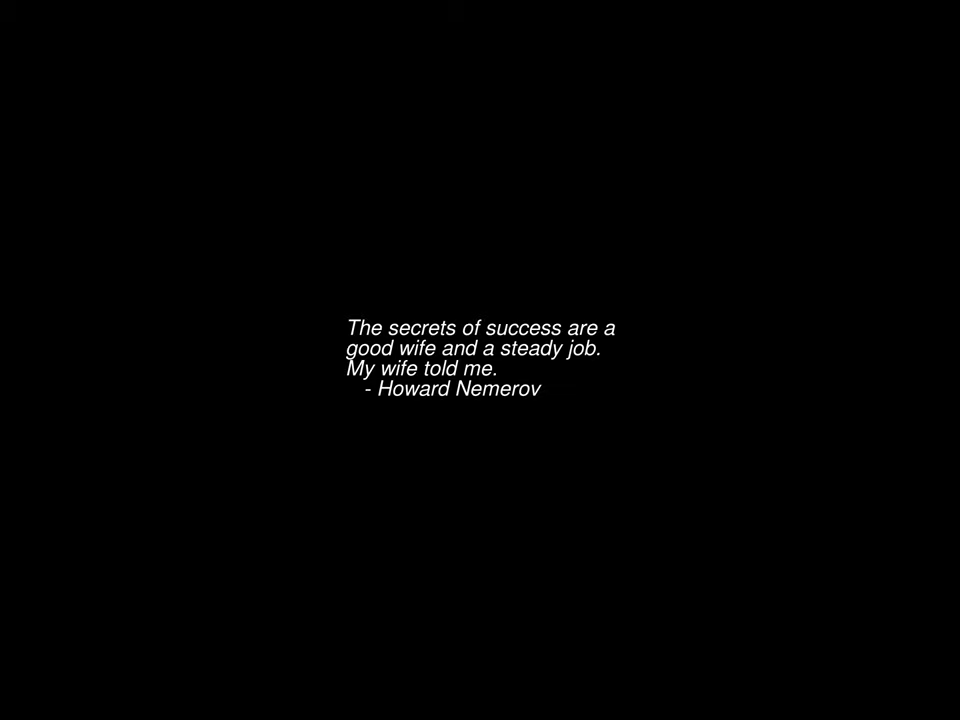 The secrets of success are a
good wife and a steady job.
My wife told me.
- Howard Nemerov